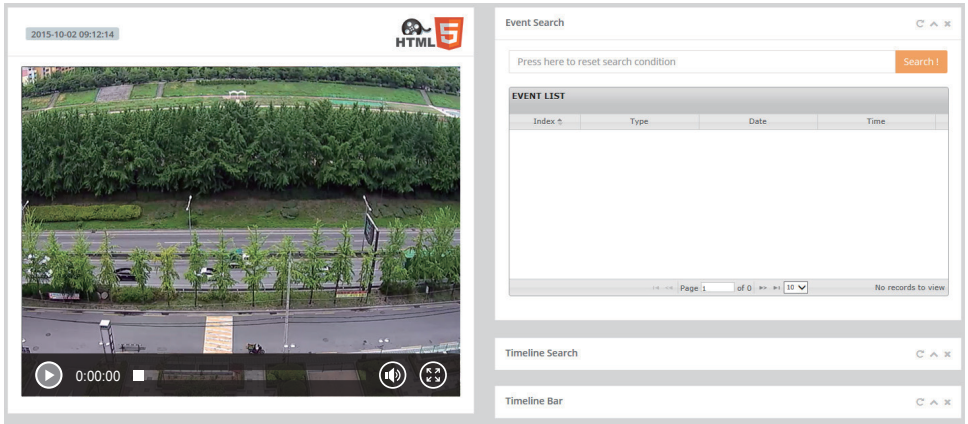 2015-10-02 09:12:14
HTML
5
0:00:00
Event Search
Press here to reset search condition
Search !
EVENT LIST
Index Type Date Time
Page 1 of 0 10 No records to view
Timeline Search
Timeline Bar